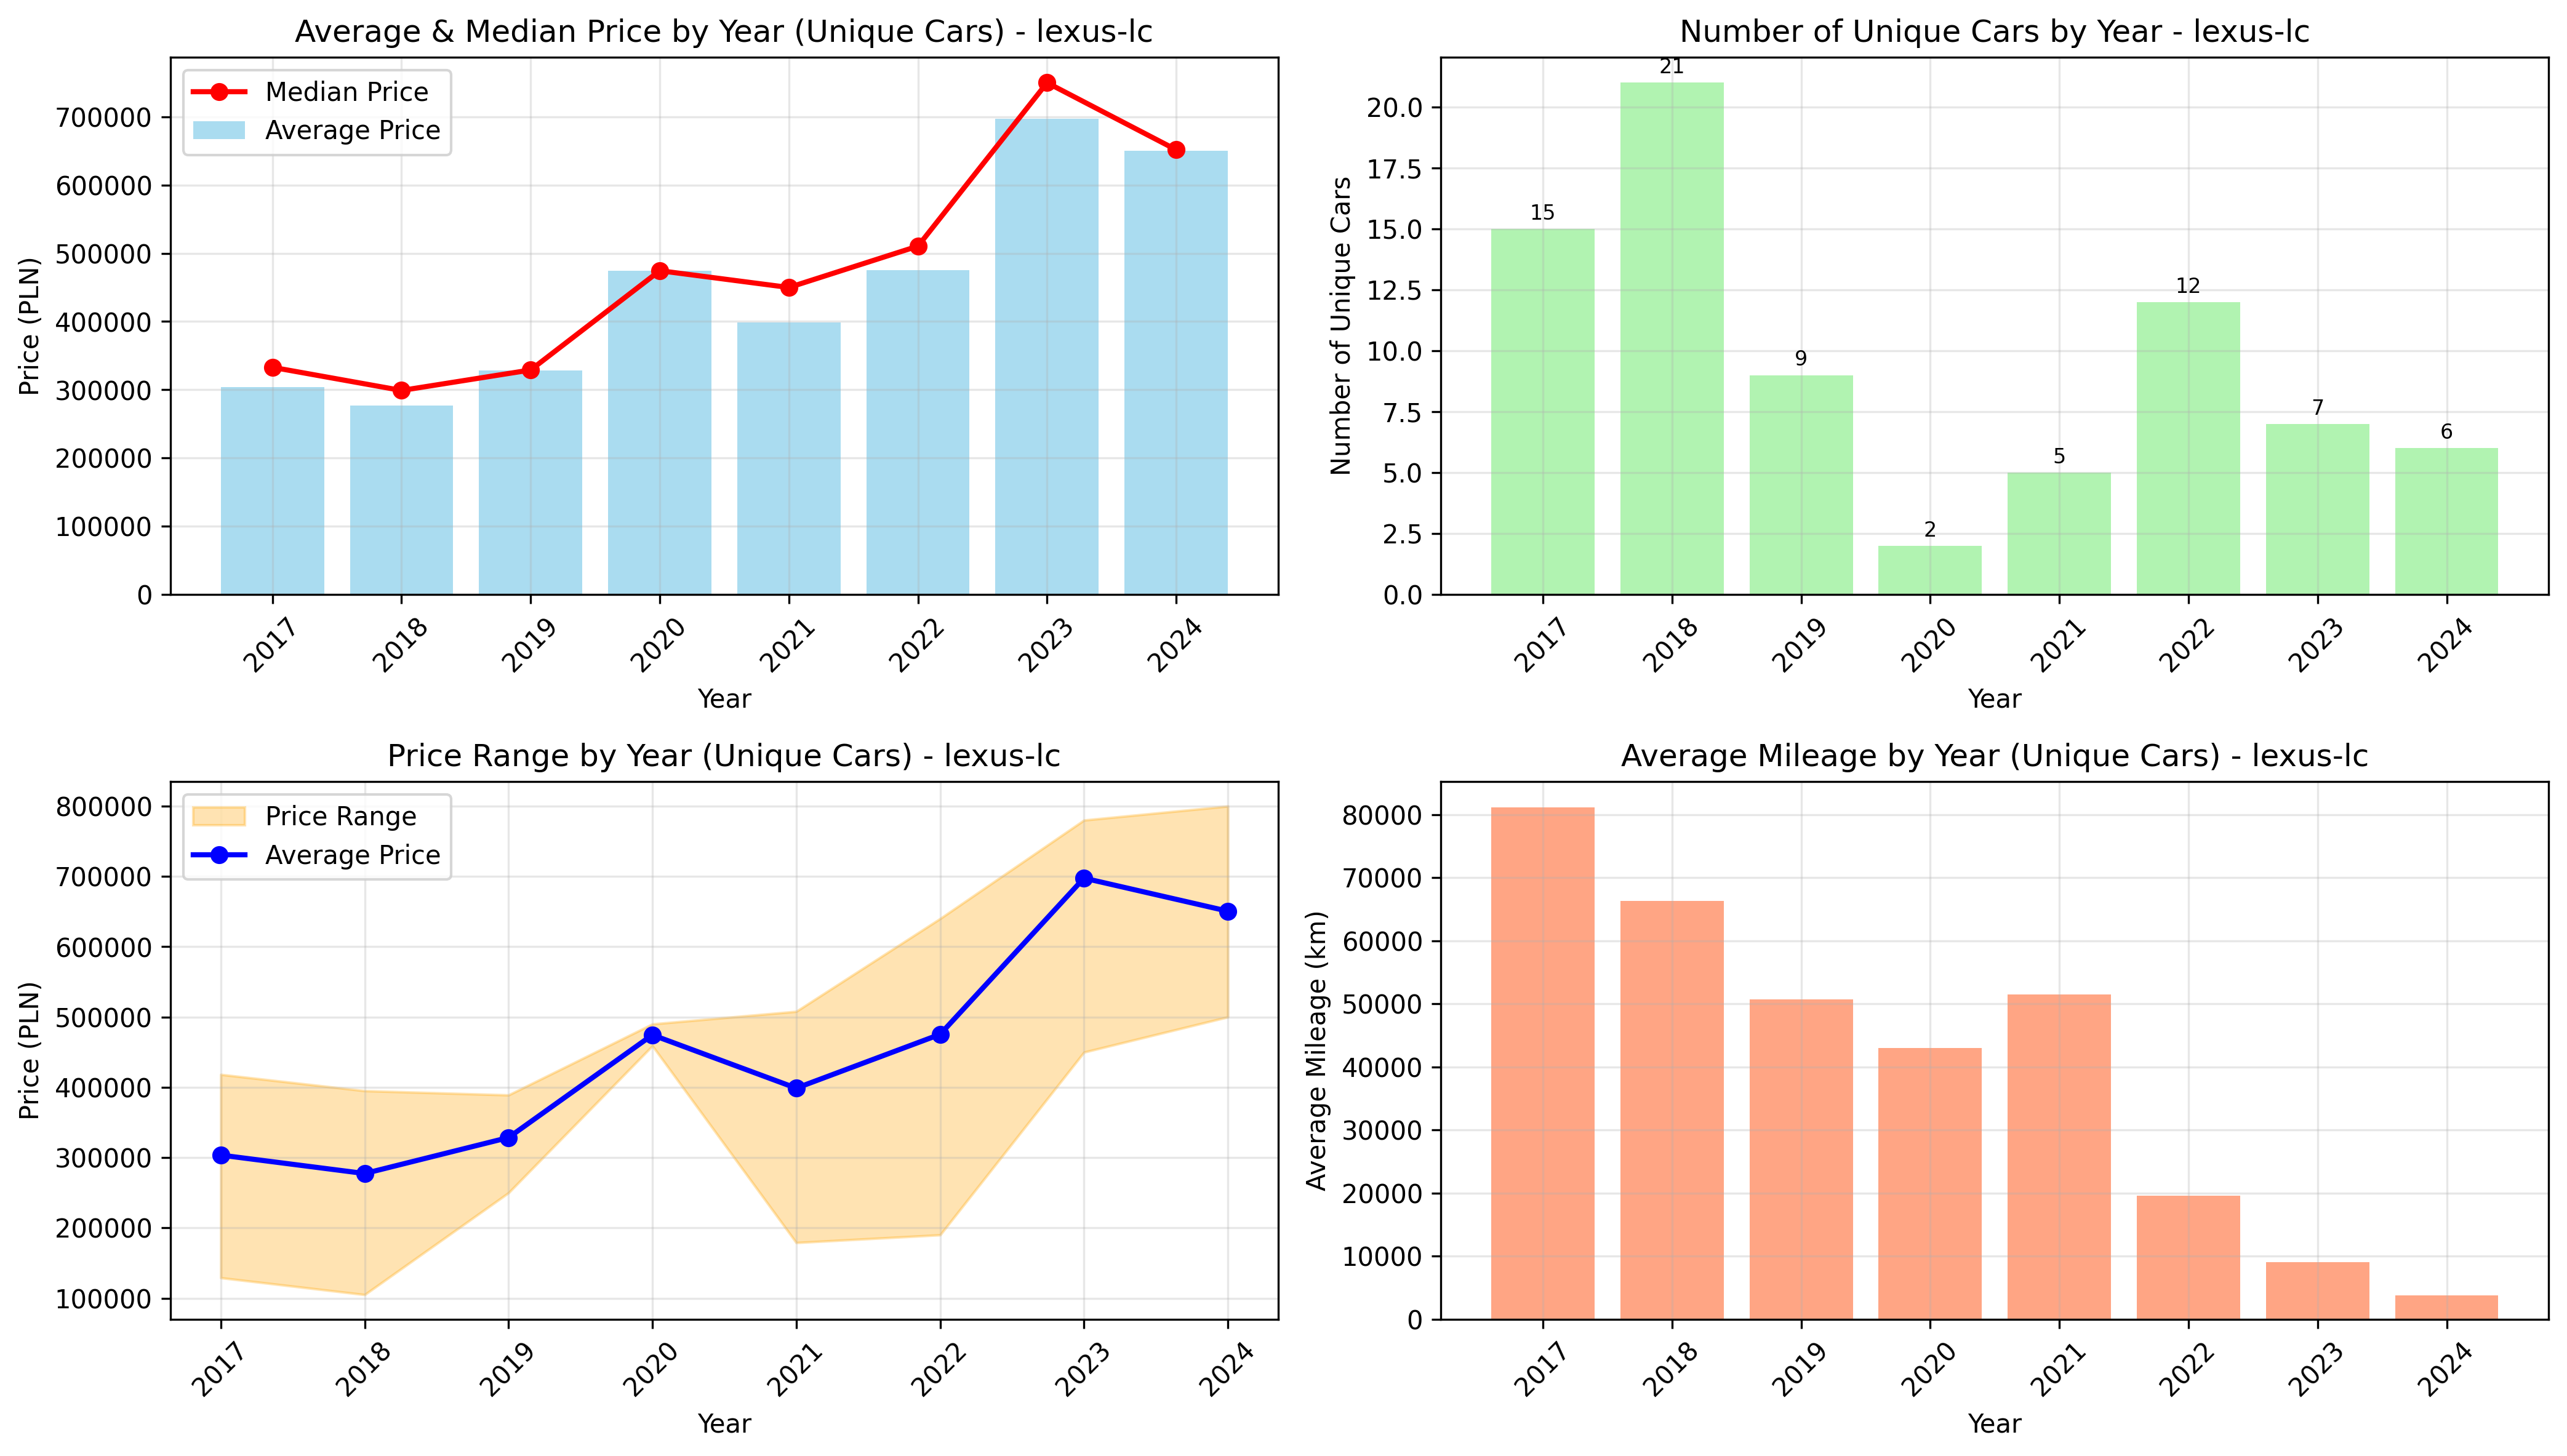 Average & Median Price by Year (Unique Cars) - lexus-lc
Median Price
Average Price
Price (PLN)
700000
600000
500000
400000
300000
200000
100000
0
2017 2018 2019 2020 2021 2022 2023 2024
Year
Number of Unique Cars by Year - lexus-lc
Number of Unique Cars
20.0
17.5
15.0
12.5
10.0
7.5
5.0
2.5
0.0
15 21 9 2 5 12 7 6
2017 2018 2019 2020 2021 2022 2023 2024
Year
Price Range by Year (Unique Cars) - lexus-lc
Price Range
Average Price
Price (PLN)
800000
700000
600000
500000
400000
300000
200000
100000
2017 2018 2019 2020 2021 2022 2023 2024
Year
Average Mileage by Year (Unique Cars) - lexus-lc
Average Mileage (km)
80000
70000
60000
50000
40000
30000
20000
10000
0
2017 2018 2019 2020 2021 2022 2023 2024
Year